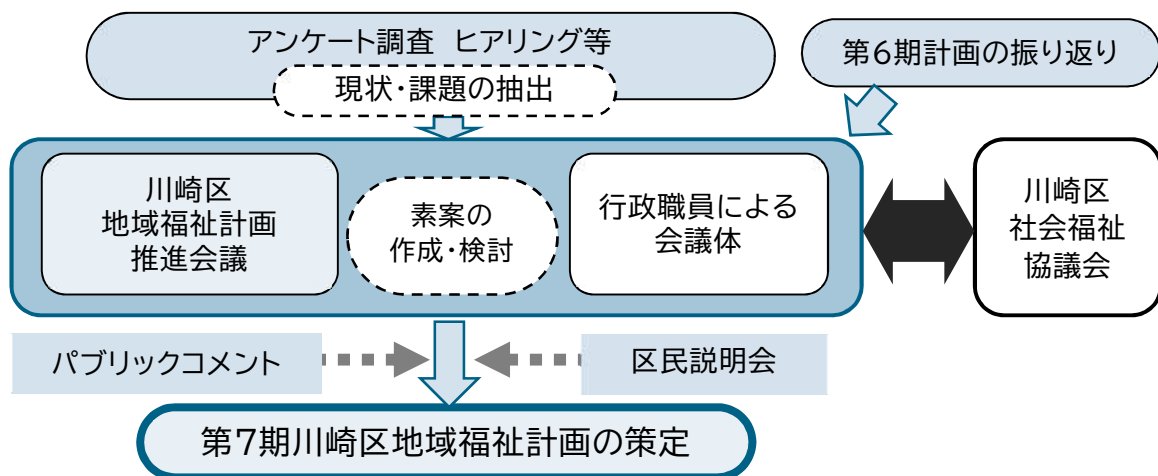 アンケート調査 ヒアリング等
現状・課題の抽出
第6期計画の振り返り
川崎区
地域福祉計画
推進会議
素案の
作成・検討
行政職員による
会議体
川崎区
社会福祉
協議会
パブリックコメント
区民説明会
第7期川崎区地域福祉計画の策定